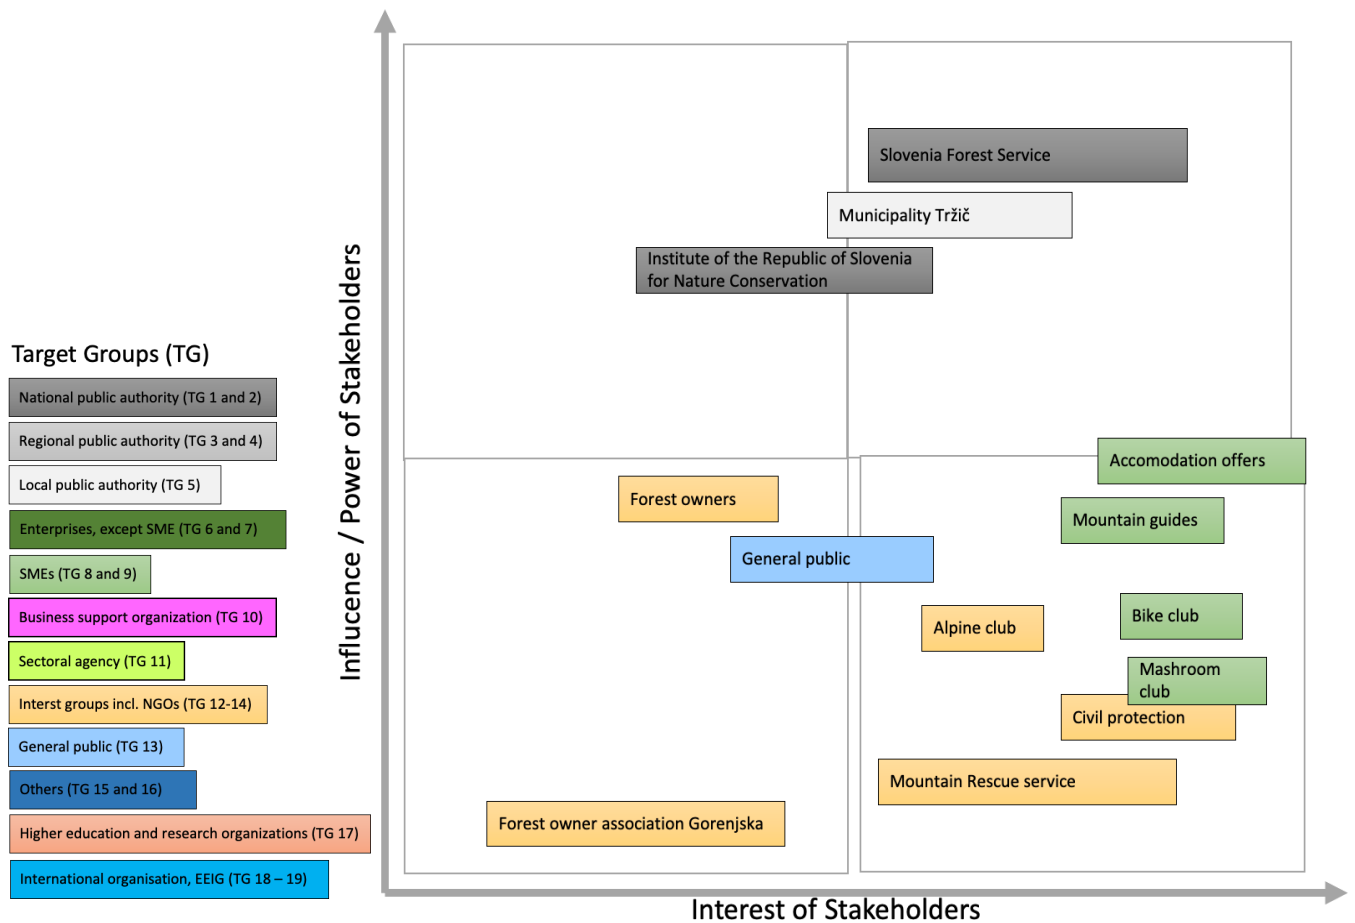 Slovenia Forest Service
Municipality Tržič
Institute of the Republic of Slovenia
for Nature Conservation
Influcence / Power of Stakeholders
Target Groups (TG)
National public authority (TG 1 and 2)
Regional public authority (TG 3 and 4)
Local public authority (TG 5)
Enterprises, except SME (TG 6 and 7)
SMEs (TG 8 and 9)
Business support organization (TG 10)
Sectoral agency (TG 11)
Interst groups incl. NGOs (TG 12-14)
General public (TG 13)
Others (TG 15 and 16)
Higher education and research organizations (TG 17)
International organisation, EEIG (TG 18 – 19)
Accomodation offers
Forest owners
Mountain guides
General public
Alpine club
Bike club
Mashroom
club
Civil protection
Mountain Rescue service
Forest owner association Gorenjska
Interest of Stakeholders